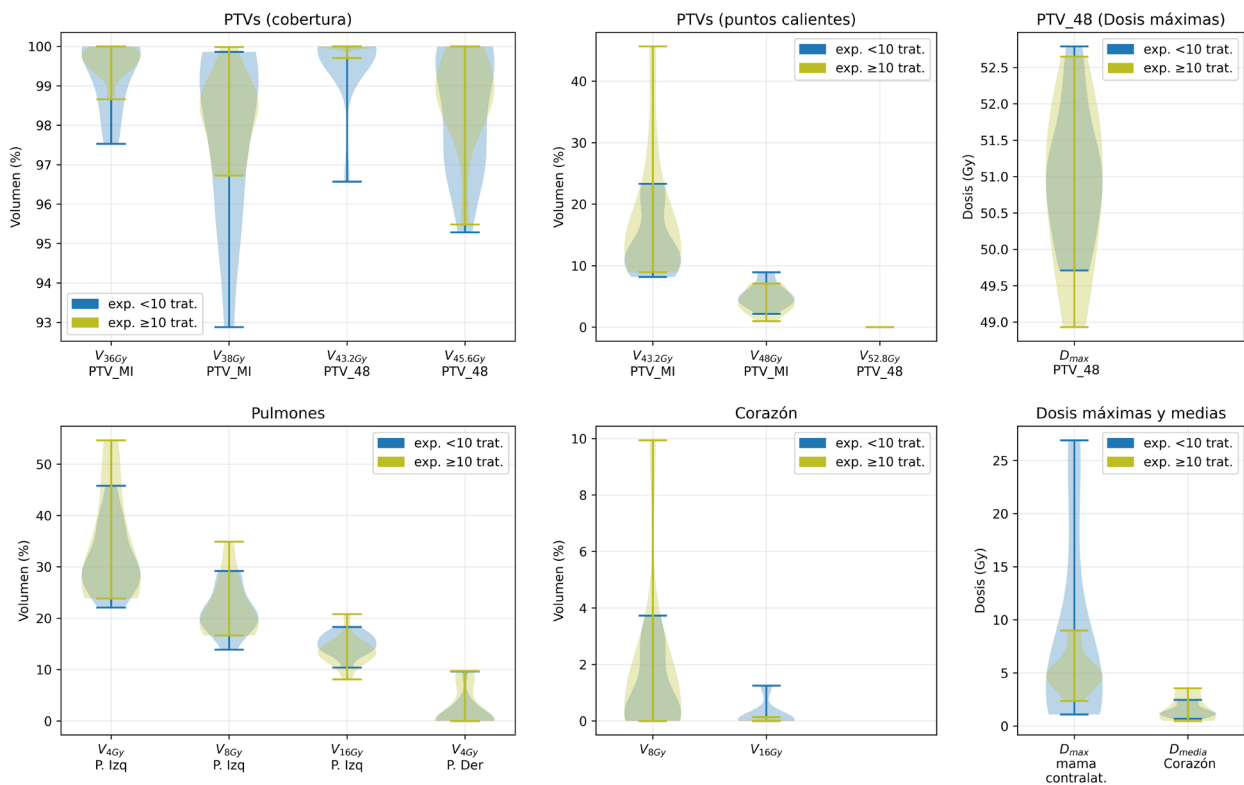 PTVs (cobertura)
Volumen (%)
100
99
98
97
96
95
94
93
exp. <10 trat.
exp. ≥10 trat.
V36Gy
PTV_MI
V38Gy
PTV_MI
V43.2Gy
PTV_48
V45.6Gy
PTV_48
PTVs (puntos calientes)
Volumen (%)
40
30
20
10
0
exp. <10 trat.
exp. ≥10 trat.
V43.2Gy
PTV_MI
V48Gy
PTV_MI
V52.8Gy
PTV_48
PTV_48 (Dosis máximas)
Dosis (Gy)
52.5
52.0
51.5
51.0
50.5
50.0
49.5
49.0
exp. <10 trat.
exp. ≥10 trat.
Dmax
PTV_48
Pulmones
Volumen (%)
50
40
30
20
10
0
exp. <10 trat.
exp. ≥10 trat.
V4Gy
P. Izq
V8Gy
P. Izq
V16Gy
P. Izq
V4Gy
P. Der
Corazón
Volumen (%)
10
8
6
4
2
0
exp. <10 trat.
exp. ≥10 trat.
V8Gy
V16Gy
Dosis máximas y medias
Dosis (Gy)
25
20
15
10
5
0
exp. <10 trat.
exp. ≥10 trat.
Dmax
mama
contralat.
Dmedia
Corazón